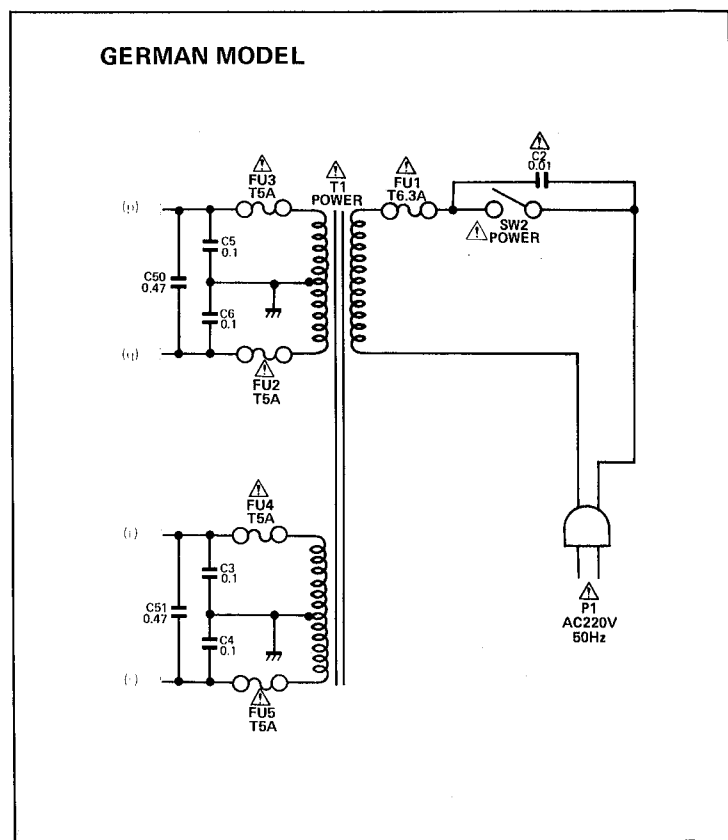 GERMAN MODEL
C2
0.01
FU3
T5A
T1
POWER
FU1
T6.3A
SW2
POWER
(p)
C5
0.1
C50
0.47
C6
0.1
(q)
FU2
T5A
FU4
T5A
C3
0.1
C51
0.47
C4
0.1
FU5
T5A
P1
AC220V
50Hz